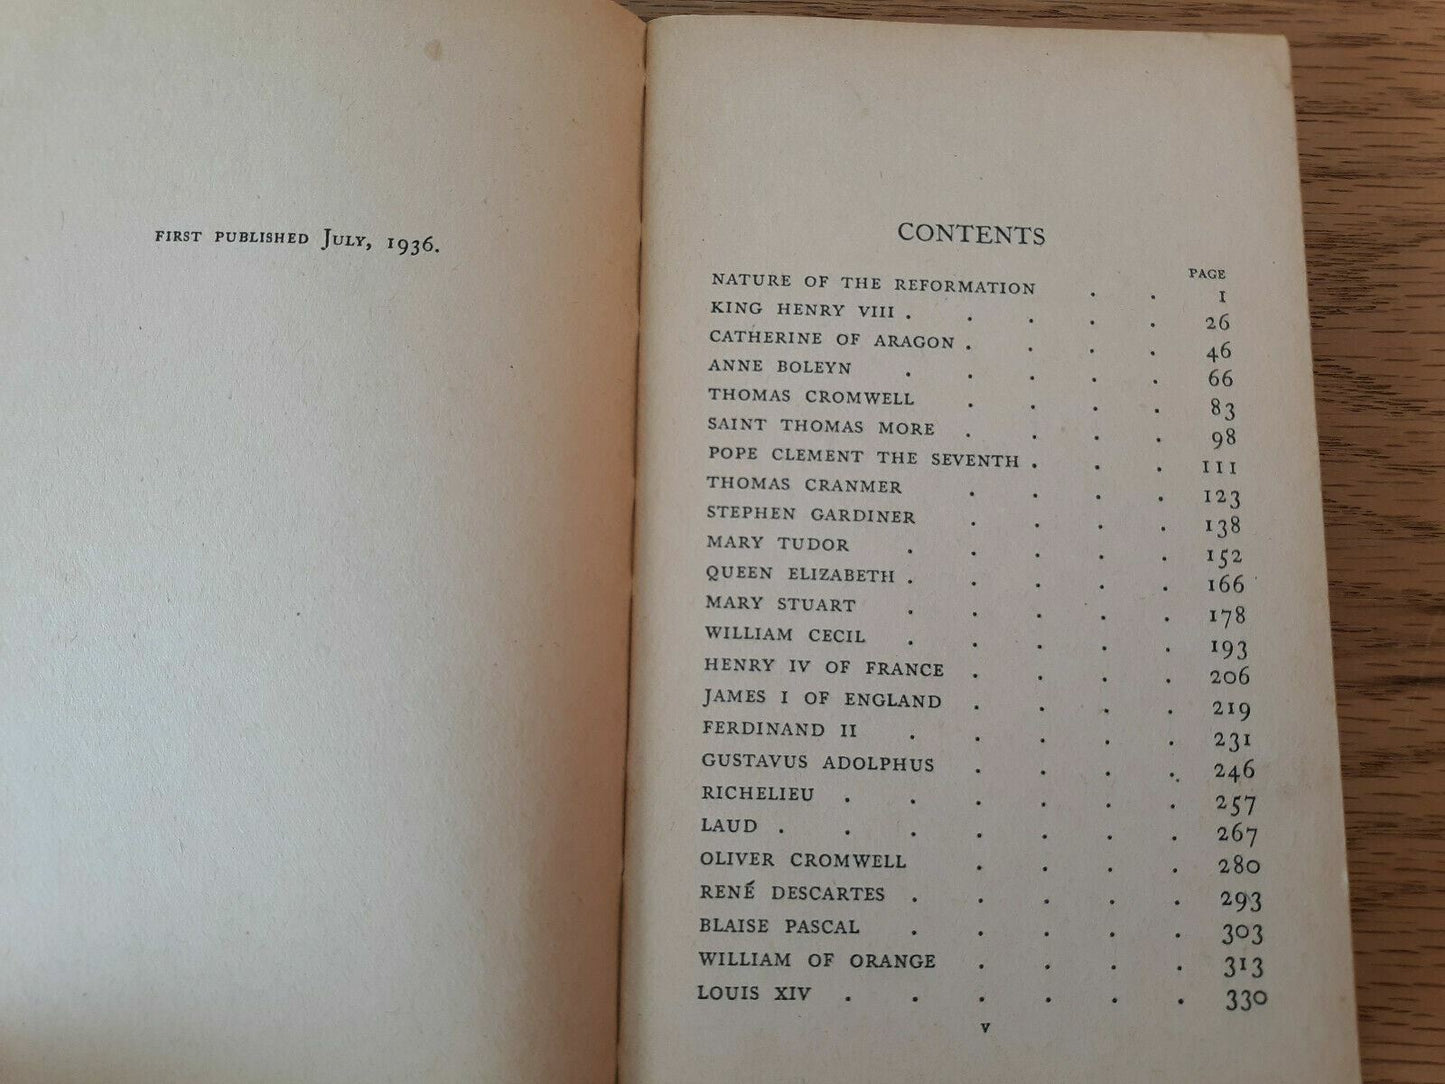 FIRST PUBLISHED JULY, 1936.
CONTENTS
PAGE
NATURE OF THE REFORMATION . . 1
KING HENRY VIII . . . . . 26
CATHERINE OF ARAGON . . . . 46
ANNE BOLEYN . . . . . 66
THOMAS CROMWELL . . . . 83
SAINT THOMAS MORE . . . . 98
POPE CLEMENT THE SEVENTH . . . 111
THOMAS CRANMER . . . . 123
STEPHEN GARDINER . . . . 138
MARY TUDOR . . . . . 152
QUEEN ELIZABETH . . . . . 166
MARY STUART . . . . . 178
WILLIAM CECIL . . . . . 193
HENRY IV OF FRANCE . . . . 206
JAMES I OF ENGLAND . . . . 219
FERDINAND II . . . . . 231
GUSTAVUS ADOLPHUS . . . . 246
RICHELIEU . . . . . . 257
LAUD . . . . . . . 267
OLIVER CROMWELL . . . . 280
RENÉ DESCARTES . . . . . 293
BLAISE PASCAL . . . . . 303
WILLIAM OF ORANGE . . . . 313
LOUIS XIV . . . . . . 330
v